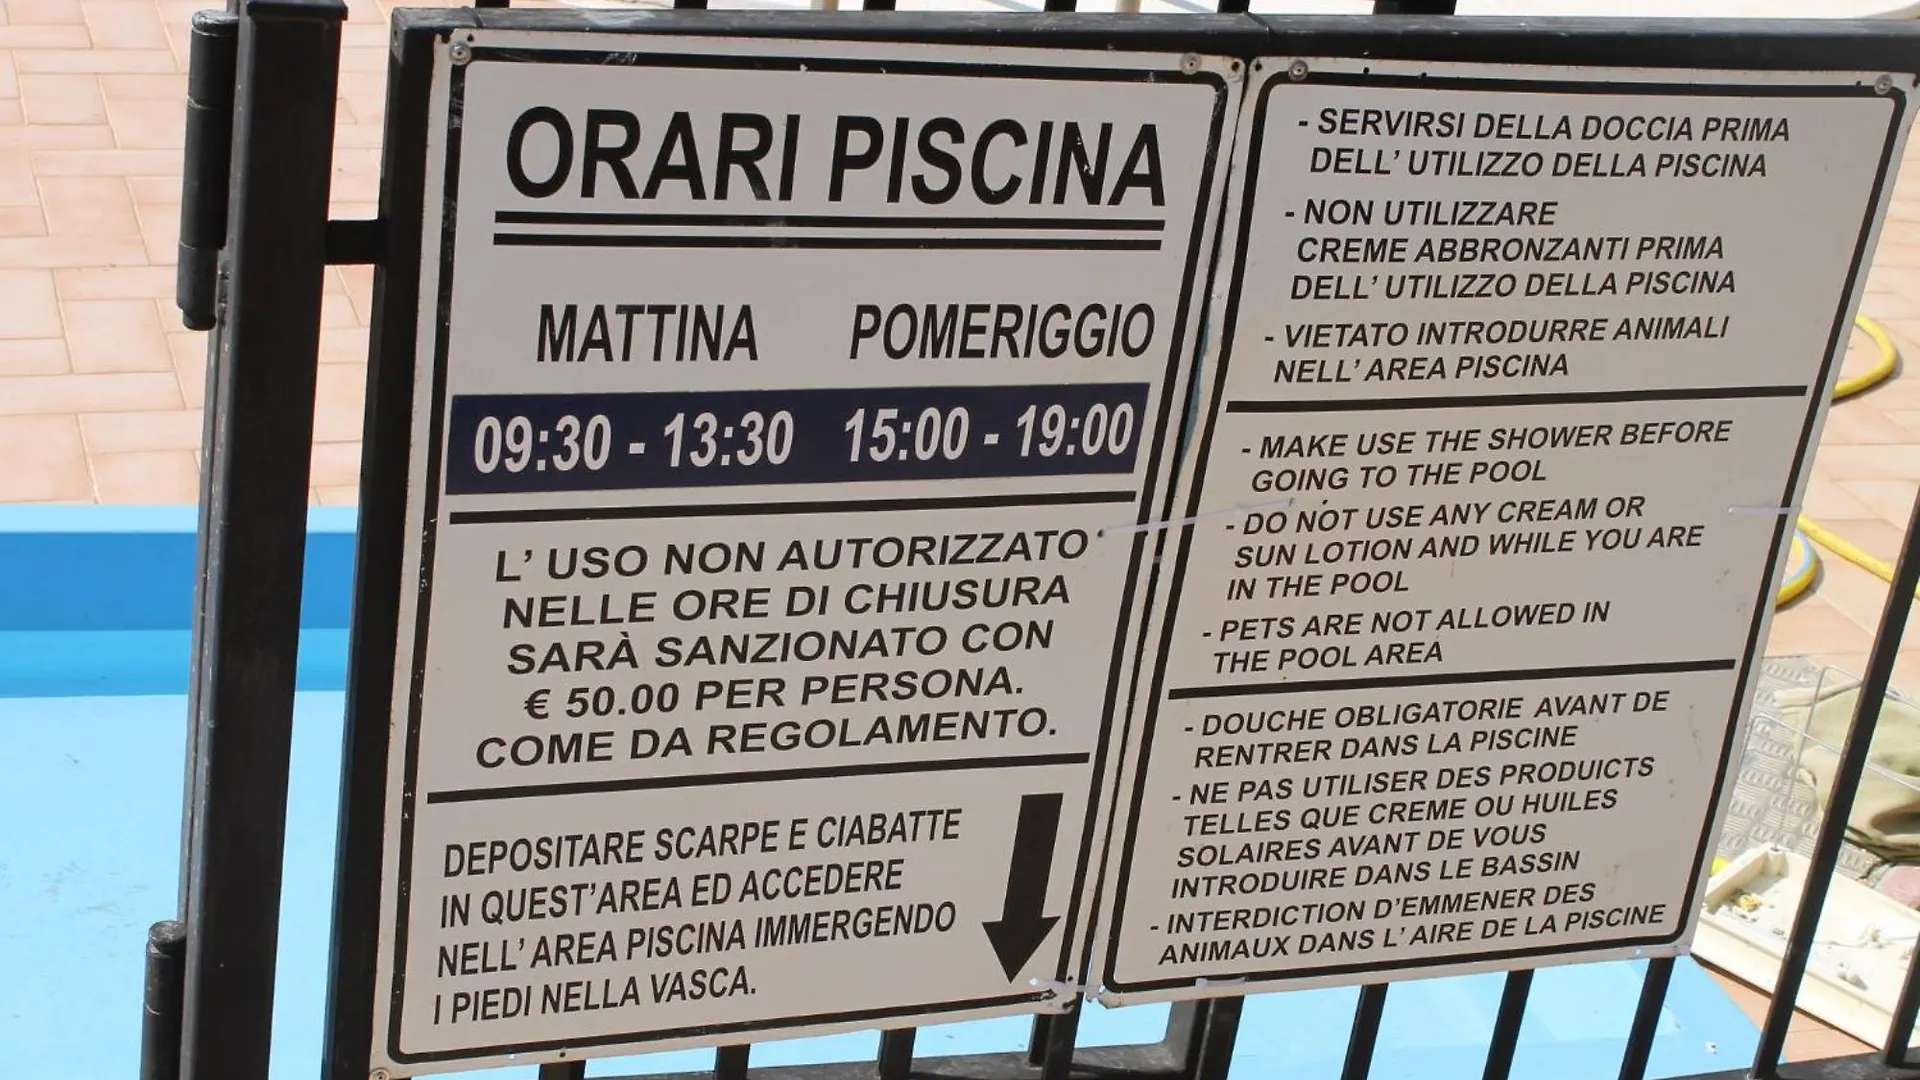 ORARI PISCINA
MATTINA POMERIGGIO
09:30 - 13:30 15:00 - 19:00
L' USO NON AUTORIZZATO
NELLE ORE DI CHIUSURA
SARÀ SANZIONATO CON
€ 50.00 PER PERSONA.
COME DA REGOLAMENTO.
DEPOSITARE SCARPE E CIABATTE
IN QUEST'AREA ED ACCEDERE
NELL' AREA PISCINA IMMERGENDO
I PIEDI NELLA VASCA.
- SERVIRSI DELLA DOCCIA PRIMA
DELL' UTILIZZO DELLA PISCINA
- NON UTILIZZARE
CREME ABBRONZANTI PRIMA
DELL' UTILIZZO DELLA PISCINA
- VIETATO INTRODURRE ANIMALI
NELL' AREA PISCINA
- MAKE USE THE SHOWER BEFORE
GOING TO THE POOL
- DO NOT USE ANY CREAM OR
SUN LOTION AND WHILE YOU ARE
IN THE POOL
- PETS ARE NOT ALLOWED IN
THE POOL AREA
- DOUCHE OBLIGATORIE AVANT DE
RENTRER DANS LA PISCINE
- NE PAS UTILISER DES PRODUICTS
TELLES QUE CREME OU HUILES
SOLAIRES AVANT DE VOUS
INTRODUIRE DANS LE BASSIN
- INTERDICTION D'EMMENER DES
ANIMAUX DANS L' AIRE DE LA PISCINE